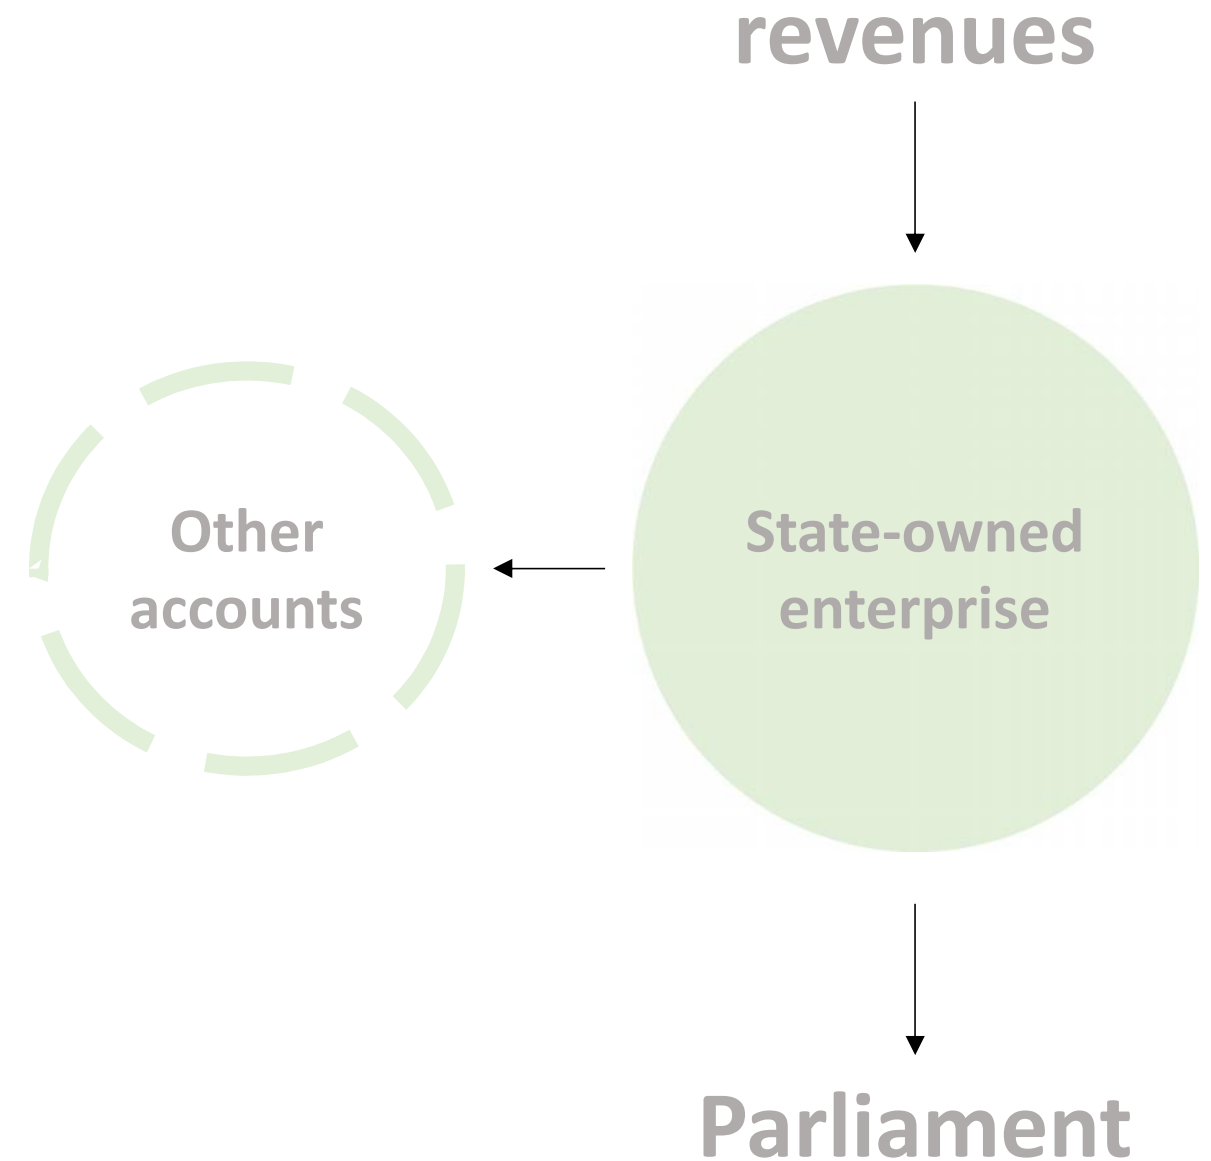 revenues
Other
accounts
State-owned
enterprise
Parliament